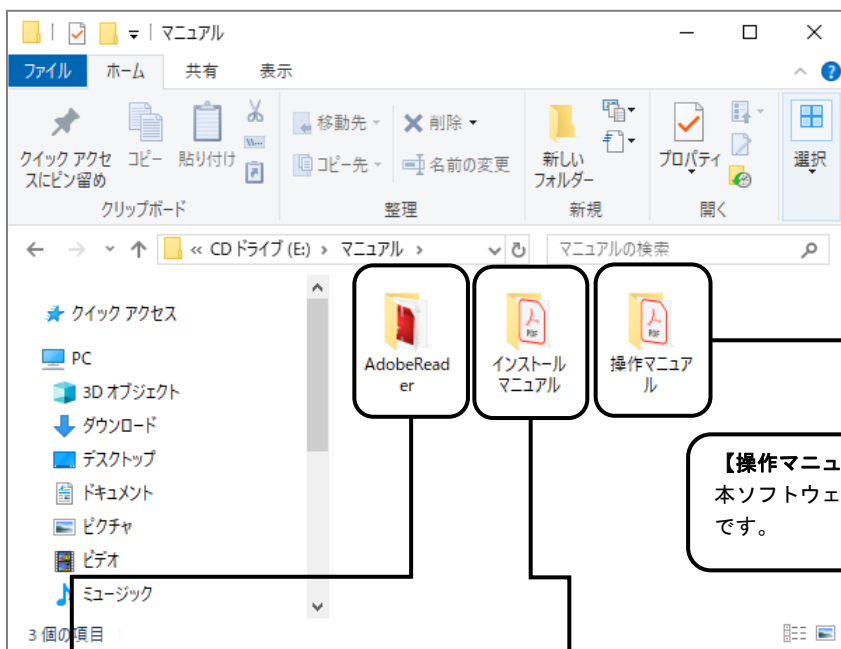 マニュアル
ファイル ホーム 共有 表示
クイック アクセ
スにピン留め
コピー
貼り付け
クリップボード
移動先
コピー先
削除
名前の変更
整理
新しい
フォルダー
新規
プロパティ
開く
選択
« CD ドライブ (E:) › マニュアル ›
マニュアルの検索
クイック アクセス
PC
3D オブジェクト
ダウンロード
デスクトップ
ドキュメント
ピクチャ
ビデオ
ミュージック
AdobeRead
er
インストール
マニュアル
操作マニュア
ル
【操作マニュ
本ソフトウェ
です。
3 個の項目